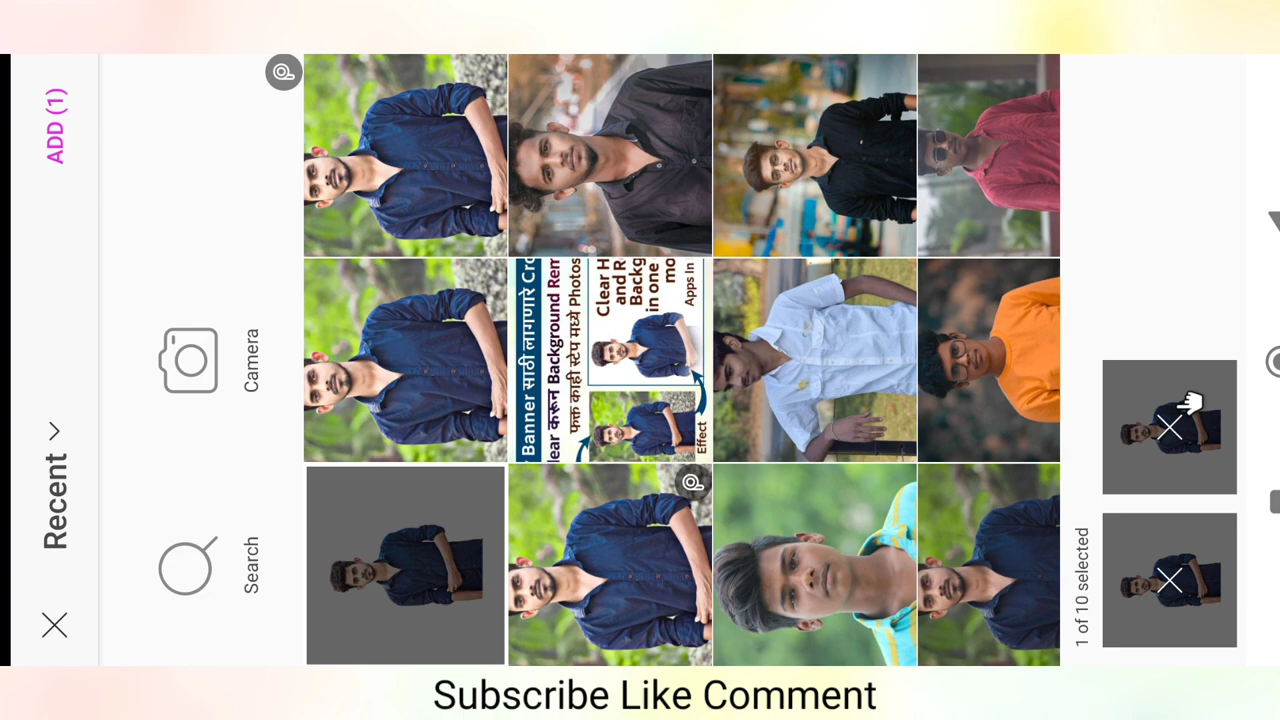 ADD (1)
Recent
Camera
Search
Banner साठी लागणारे Cro
lear करून Background Rem
फक्त काही स्टेप मध्ये Photos
Clear H
and R
Backg
in one
mo
Apps In
Effect
1 of 10 selected
Subscribe Like Comment